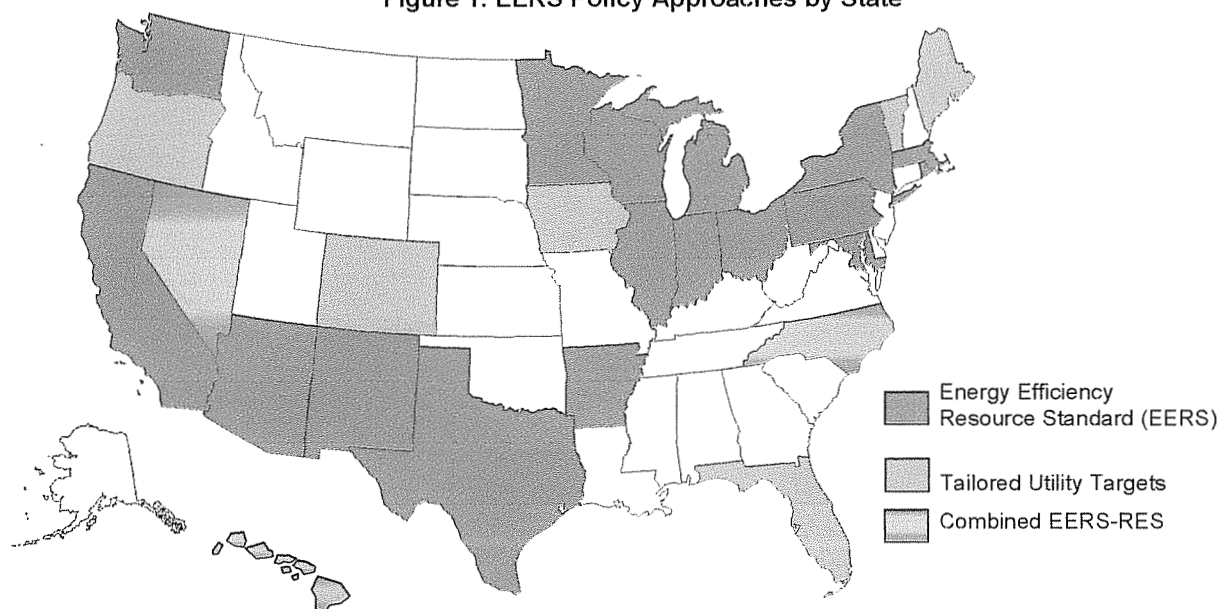 Figure 1. EERS Policy Approaches by State
Energy Efficiency
Resource Standard (EERS)
Tailored Utility Targets
Combined EERS-RES